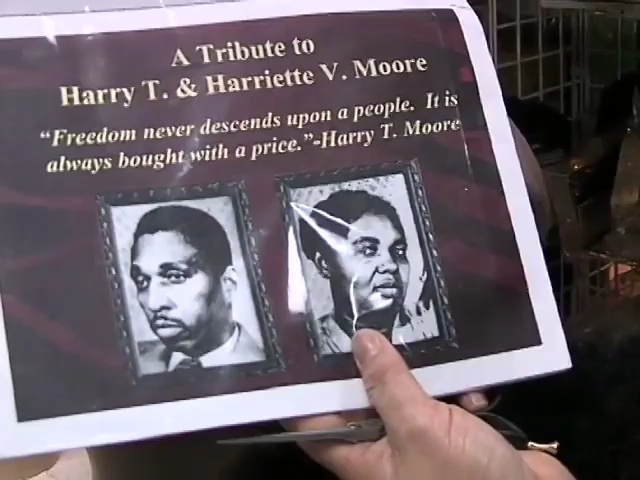 A Tribute to
Harry T. & Harriette V. Moore
“Freedom never descends upon a people. It is
always bought with a price.”-Harry T. Moore